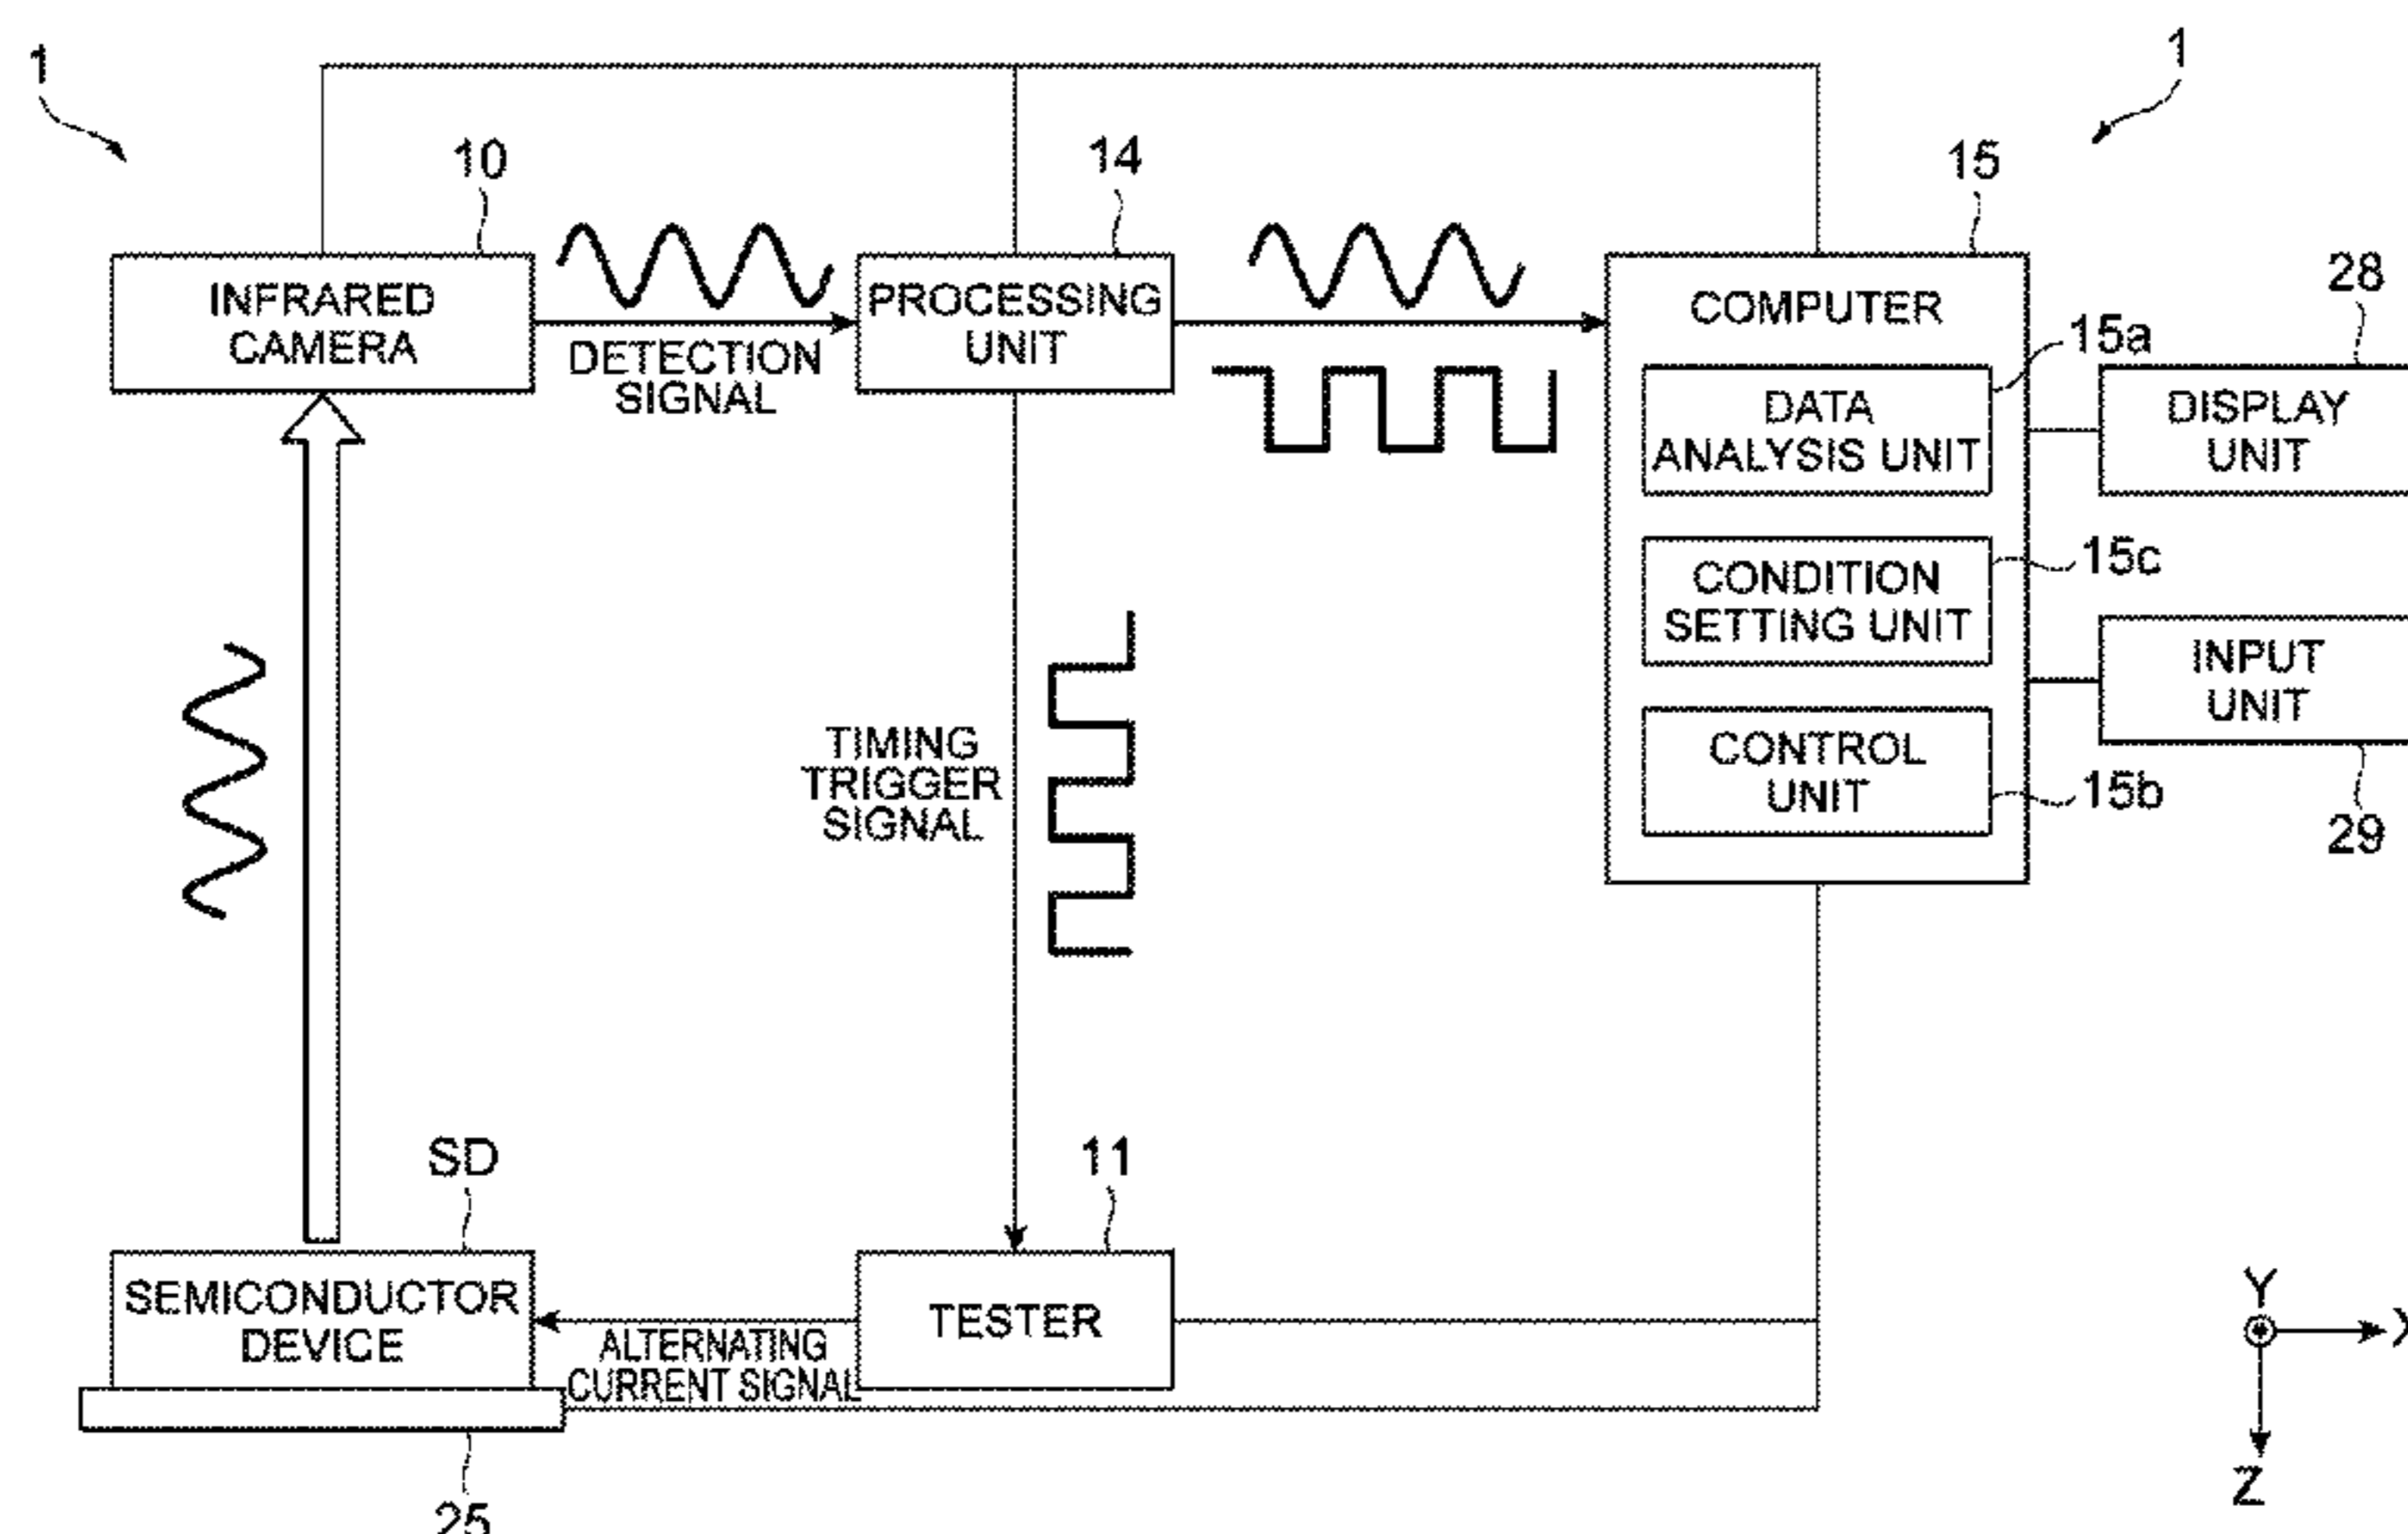 1
1
10
14
15
INFRARED
CAMERA
DETECTION
SIGNAL
PROCESSING
UNIT
COMPUTER
15a
DATA
ANALYSIS UNIT
28
DISPLAY
UNIT
15c
CONDITION
SETTING UNIT
INPUT
UNIT
29
CONTROL
UNIT
15b
TIMING
TRIGGER
SIGNAL
SD
11
SEMICONDUCTOR
DEVICE
ALTERNATING
CURRENT SIGNAL
TESTER
25
Y
X
Z